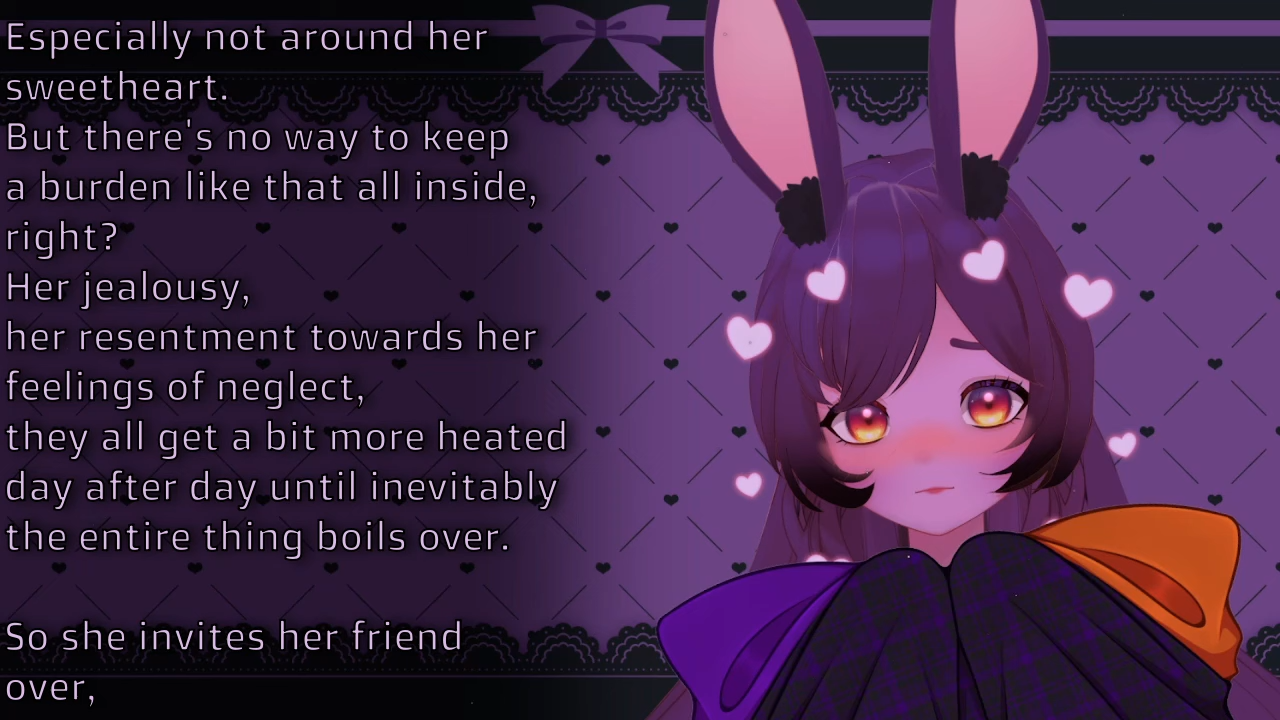 Especially not around her
sweetheart.
But there's no way to keep
a burden like that all inside,
right?
Her jealousy,
her resentment towards her
feelings of neglect,
they all get a bit more heated
day after day until inevitably
the entire thing boils over.
So she invites her friend
over,